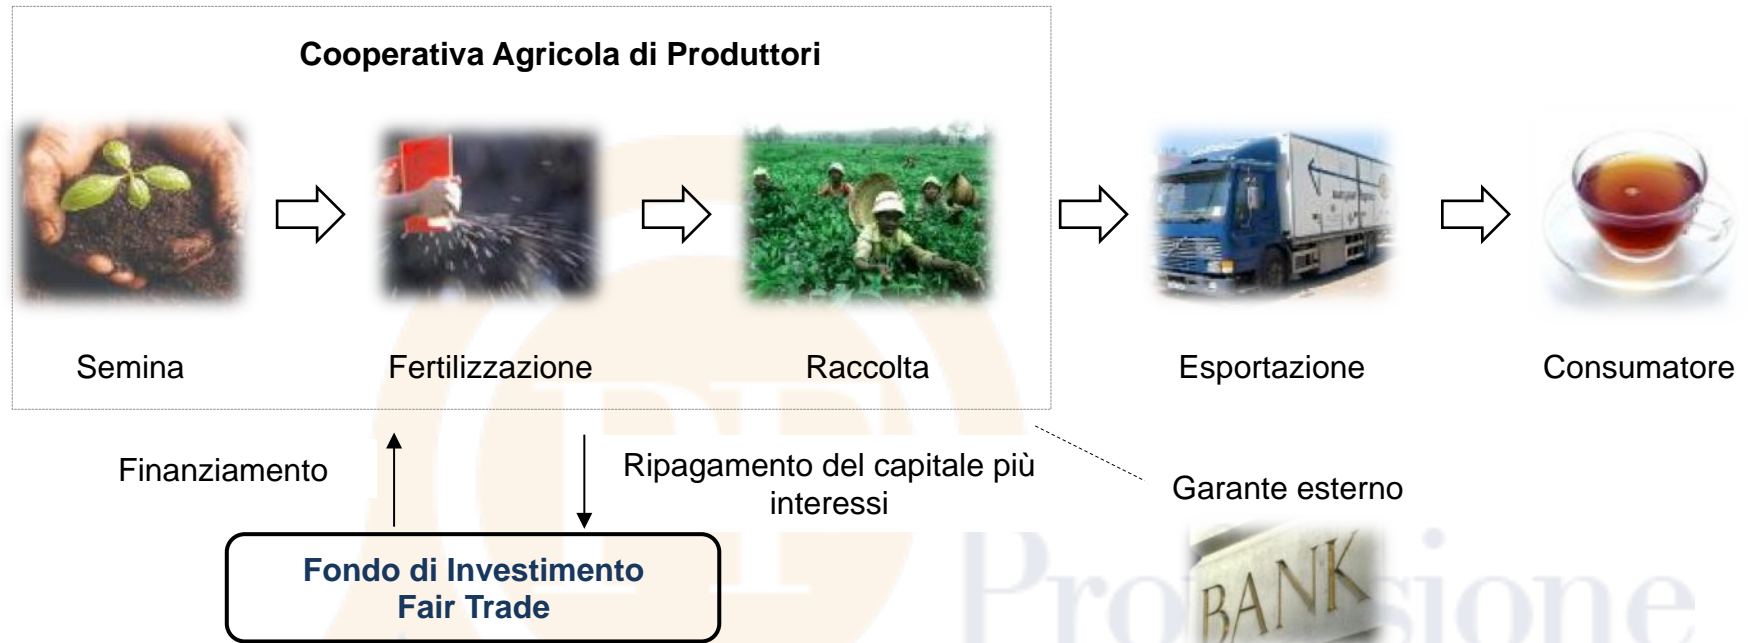 Cooperativa Agricola di Produttori
Semina
Fertilizzazione
Raccolta
Esportazione
Consumatore
Finanziamento
Ripagamento del capitale più
interessi
Garante esterno
Fondo di Investimento
Fair Trade
BANK